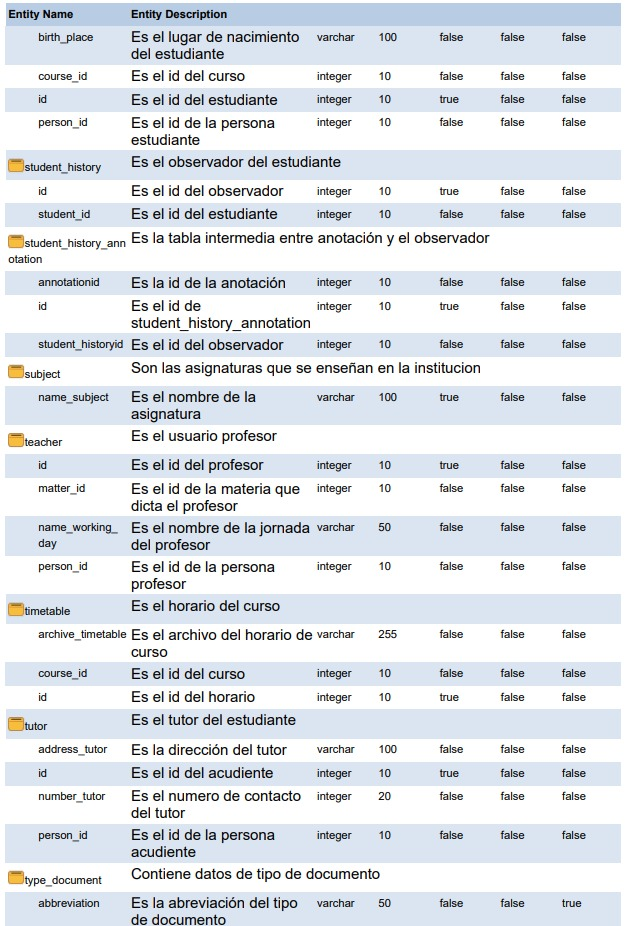 Entity Name Entity Description
birth_place Es el lugar de nacimiento varchar 100 false false false
del estudiante
course_id Es el id del curso integer 10 false false false
id Es el id del estudiante integer 10 true false false
person_id Es el id de la persona integer 10 false false false
estudiante
student_history Es el observador del estudiante
id Es el id del observador integer 10 true false false
student_id Es el id del estudiante integer 10 false false false
student_history_ann Es la tabla intermedia entre anotación y el observador
otation
annotationid Es la id de la anotación integer 10 false false false
id Es el id de integer 10 true false false
student_history_annotation
student_historyid Es el id del observador integer 10 false false false
subject Son las asignaturas que se enseñan en la institucion
name_subject Es el nombre de la varchar 100 true false false
asignatura
teacher Es el usuario profesor
id Es el id del profesor integer 10 true false false
matter_id Es el id de la materia que integer 10 false false false
dicta el profesor
name_working_ Es el nombre de la jornada varchar 50 false false false
day del profesor
person_id Es el id de la persona integer 10 false false false
profesor
timetable Es el horario del curso
archive_timetable Es el archivo del horario de varchar 255 false false false
curso
course_id Es el id del curso integer 10 false false false
id Es el id del horario integer 10 true false false
tutor Es el tutor del estudiante
address_tutor Es la dirección del tutor varchar 100 false false false
id Es el id del acudiente integer 10 true false false
number_tutor Es el numero de contacto integer 20 false false false
del tutor
person_id Es el id de la persona integer 10 false false false
acudiente
type_document Contiene datos de tipo de documento
abbreviation Es la abreviación del tipo varchar 50 false false true
de documento